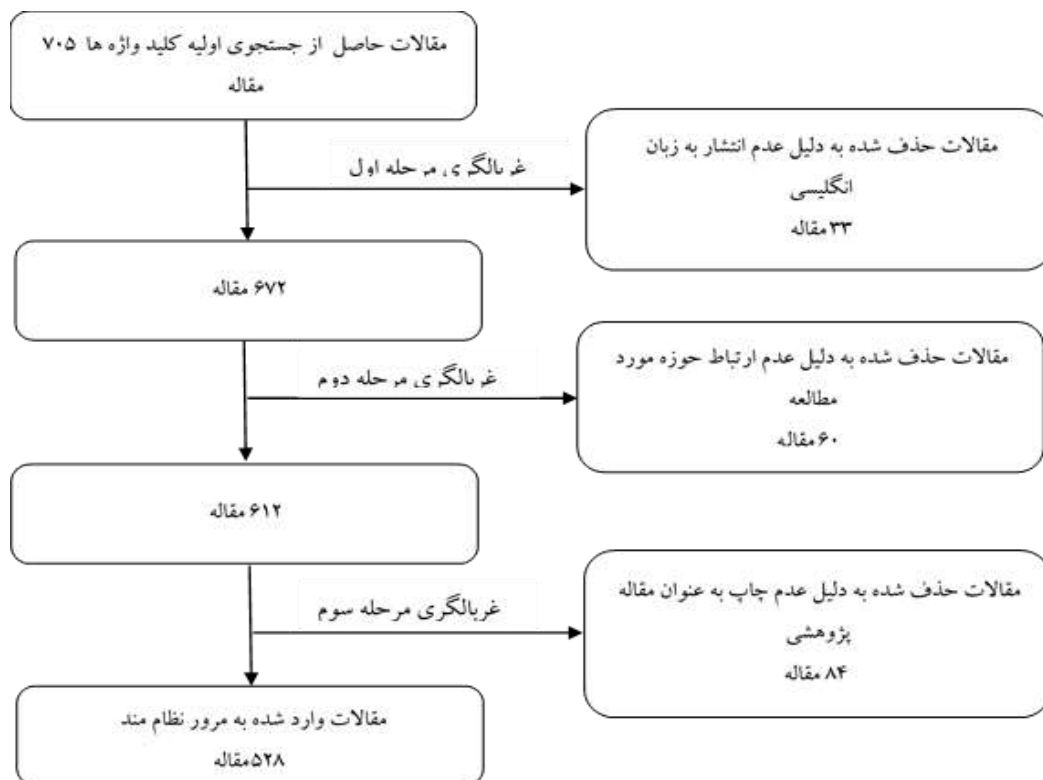 مقالات حاصل از جستجوی اولیه کلید واژه ها ۷۰۵
مقاله
غربالگری مرحله اول
مقالات حذف شده به دلیل عدم انتشار به زبان
انگلیسی
۳۳ مقاله
۶۷۲ مقاله
غربالگری مرحله دوم
مقالات حذف شده به دلیل عدم ارتباط حوزه مورد
مطالعه
۶۰ مقاله
۶۱۲ مقاله
غربالگری مرحله سوم
مقالات حذف شده به دلیل عدم چاپ به عنوان مقاله
پژوهشی
۸۴ مقاله
مقالات وارد شده به مرور نظام مند
۵۲۸ مقاله